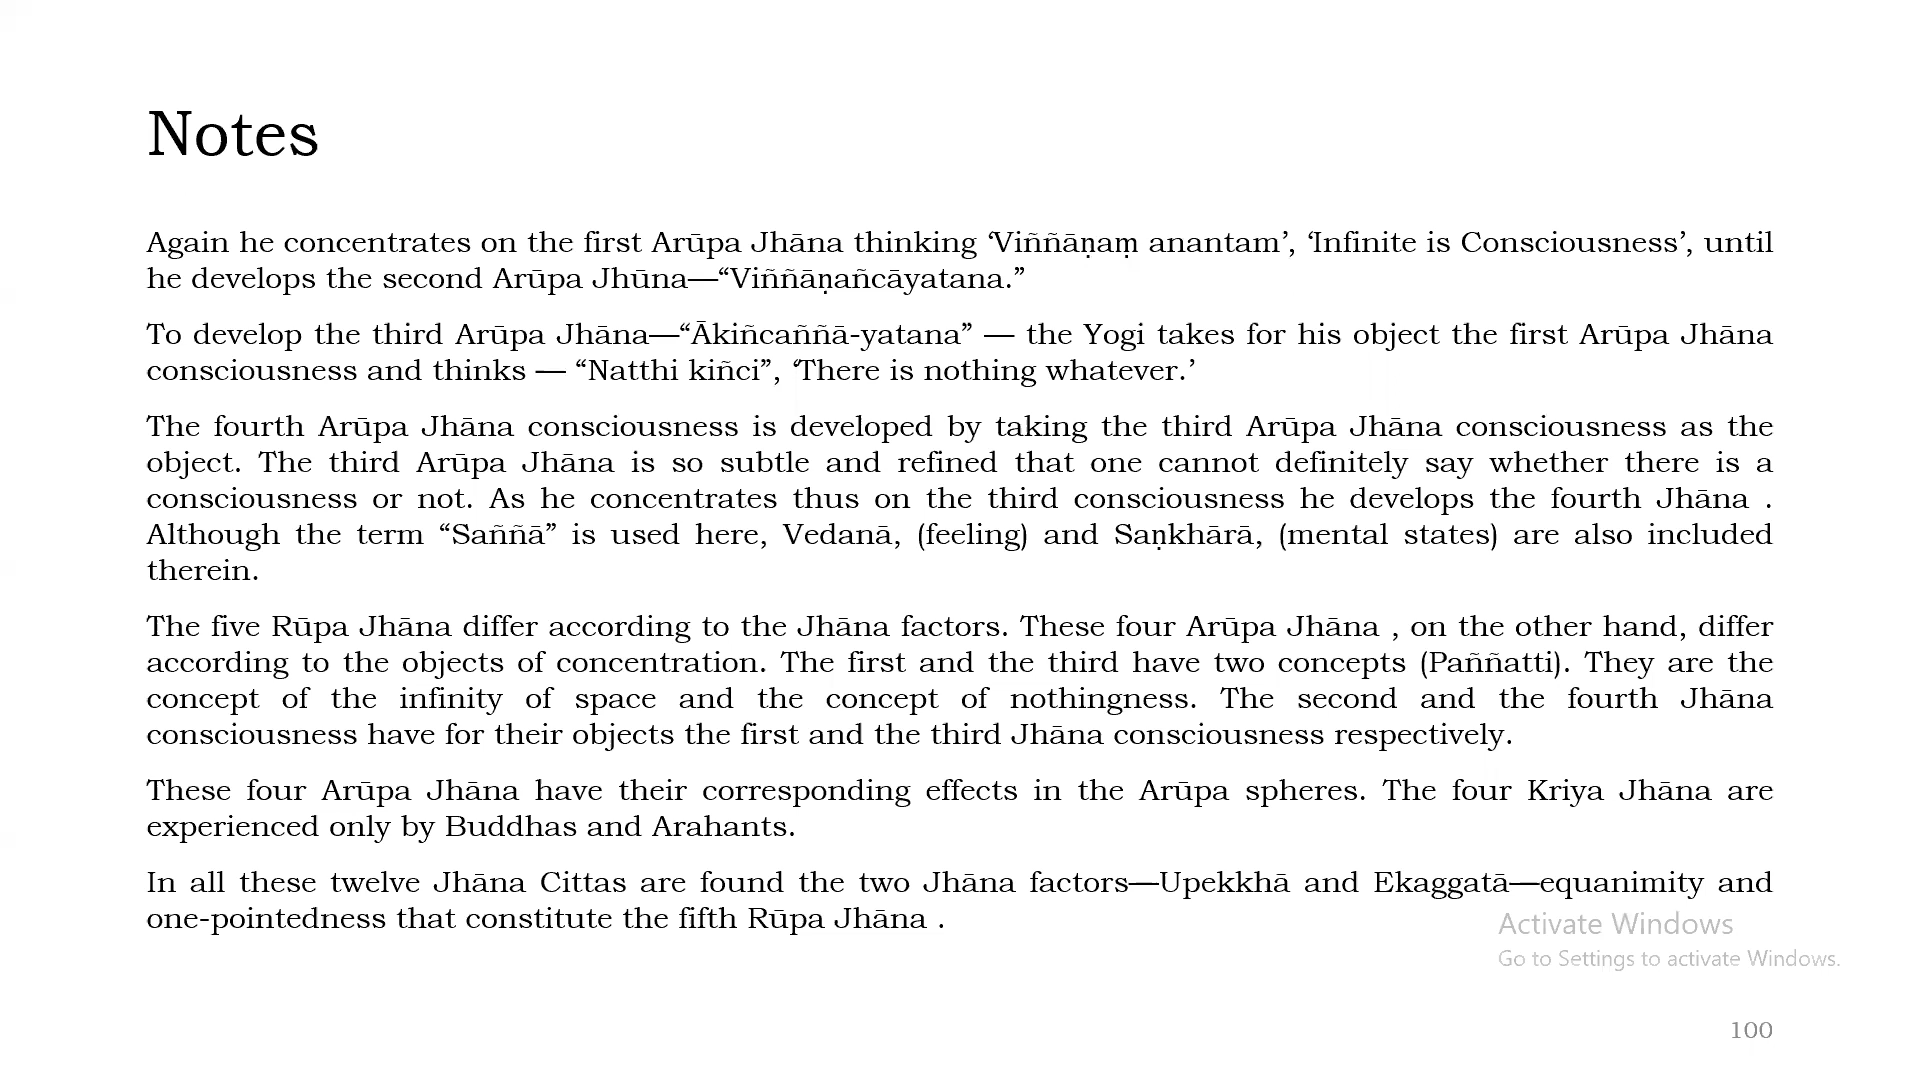 Notes
Again he concentrates on the first Arūpa Jhāna thinking ‘Viññāṇaṃ anantam’, ‘Infinite is Consciousness’, until
he develops the second Arūpa Jhūna—“Viññāṇañcāyatana.”
To develop the third Arūpa Jhāna—“Ākiñcaññā-yatana” — the Yogi takes for his object the first Arūpa Jhāna
consciousness and thinks — “Natthi kiñci”, ‘There is nothing whatever.’
The fourth Arūpa Jhāna consciousness is developed by taking the third Arūpa Jhāna consciousness as the
object. The third Arūpa Jhāna is so subtle and refined that one cannot definitely say whether there is a
consciousness or not. As he concentrates thus on the third consciousness he develops the fourth Jhāna .
Although the term “Saññā” is used here, Vedanā, (feeling) and Saṇkhārā, (mental states) are also included
therein.
The five Rūpa Jhāna differ according to the Jhāna factors. These four Arūpa Jhāna , on the other hand, differ
according to the objects of concentration. The first and the third have two concepts (Paññatti). They are the
concept of the infinity of space and the concept of nothingness. The second and the fourth Jhāna
consciousness have for their objects the first and the third Jhāna consciousness respectively.
These four Arūpa Jhāna have their corresponding effects in the Arūpa spheres. The four Kriya Jhāna are
experienced only by Buddhas and Arahants.
In all these twelve Jhāna Cittas are found the two Jhāna factors—Upekkhā and Ekaggatā—equanimity and
one-pointedness that constitute the fifth Rūpa Jhāna .
Activate Windows
Go to Settings to activate Windows.
100